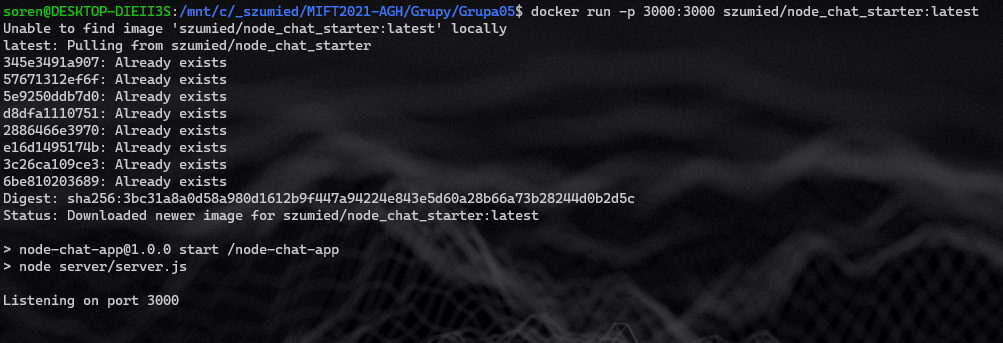 soren@DESKTOP-DIEII3S:/mnt/c/_szumied/MIFT2021-AGH/Grupy/Grupa05$ docker run -p 3000:3000 szumied/node_chat_starter:latest
Unable to find image 'szumied/node_chat_starter:latest' locally
latest: Pulling from szumied/node_chat_starter
345e3491a907: Already exists
57671312ef6f: Already exists
5e9250ddb7d0: Already exists
d8dfa1110751: Already exists
2886466e3970: Already exists
e16d1495174b: Already exists
3c26ca109ce3: Already exists
6be810203689: Already exists
Digest: sha256:3bc31a8a0d58a980d1612b9f447a94224e843e5d60a28b66a73b28244d0b2d5c
Status: Downloaded newer image for szumied/node_chat_starter:latest
> node-chat-app@1.0.0 start /node-chat-app
> node server/server.js
Listening on port 3000